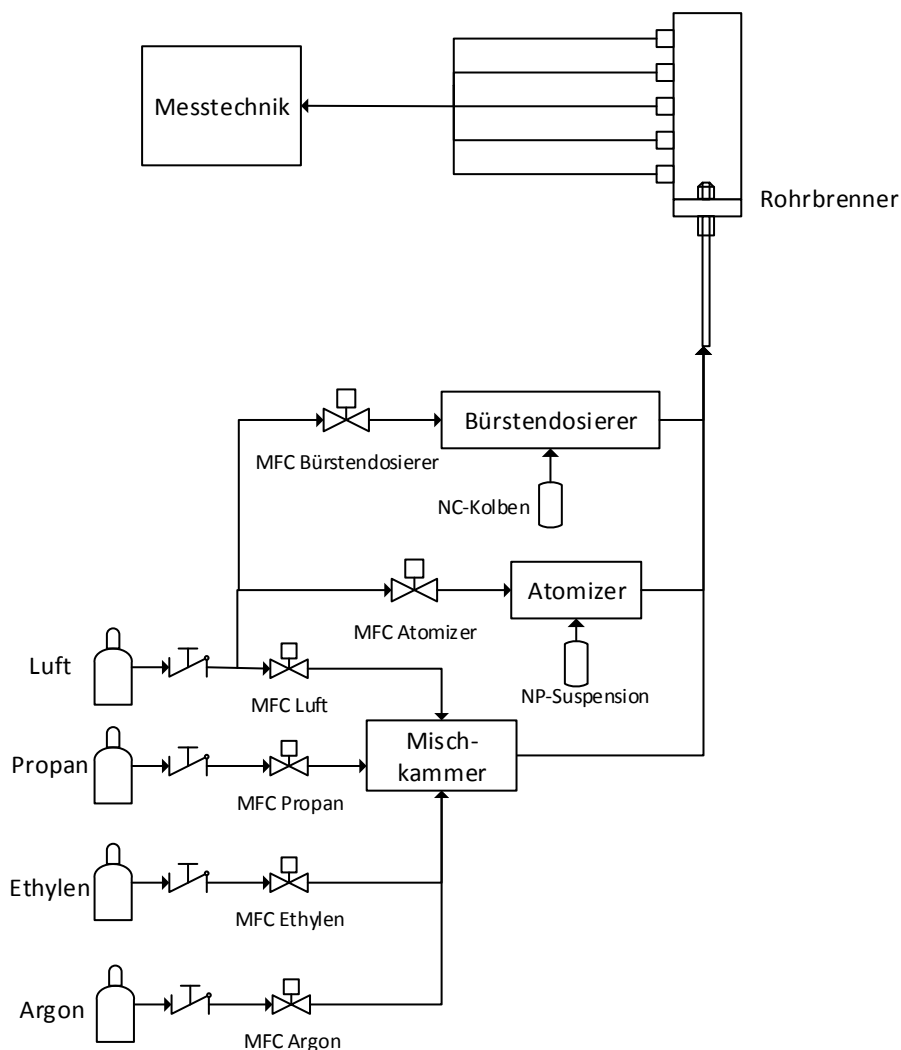 Messtechnik
Rohrbrenner
Bürstendosierer
MFC Bürstendosierer
NC-Kolben
Atomizer
MFC Atomizer
Luft
NP-Suspension
MFC Luft
Misch-
kammer
Propan
MFC Propan
Ethylen
MFC Ethylen
Argon
MFC Argon